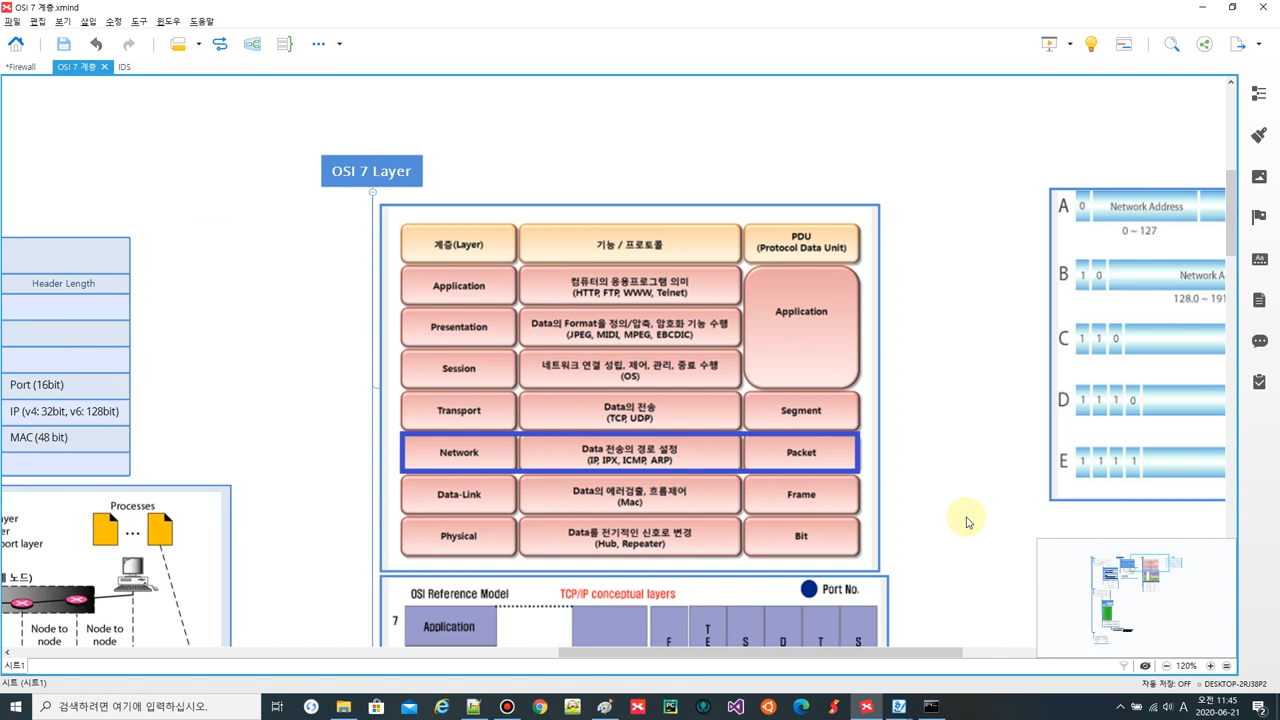 OSI 7 계층.xmind
파일 편집 보기 삽입 수정 도구 윈도우 도움말
*Firewall
OSI 7 계층
IDS
OSI 7 Layer
계층(Layer)
기능 / 프로토콜
PDU
(Protocol Data Unit)
Application
컴퓨터의 응용프로그램 의미
(HTTP, FTP, WWW, Telnet)
Application
Presentation
Data의 Format을 정의/압축, 암호화 기능 수행
(JPEG, MIDI, MPEG, EBCDIC)
Session
네트워크 연결 성립, 제어, 관리, 종료 수행
(OS)
Transport
Data의 전송
(TCP, UDP)
Segment
Network
Data 전송의 경로 설정
(IP, IPX, ICMP, ARP)
Packet
Data-Link
Data의 에러검출, 흐름제어
(Mac)
Frame
Physical
Data를 전기적인 신호로 변경
(Hub, Repeater)
Bit
Header Length
Port (16bit)
IP (v4: 32bit, v6: 128bit)
MAC (48 bit)
Processes
...
ayer
er
port layer
체 노드)
Node to
node
Node to
node
OSI Reference Model
TCP/IP conceptual layers
Port No.
7
Application
F
T
E
S
D
T
S
A
0
Network Address
0 ~ 127
B
1 0
Network A
128.0 ~ 191
C
1 1 0
D
1 1 1 0
E
1 1 1 1
시트1
120%
시트 (시트1)
자동 저장: OFF
DESKTOP-2RJ38P2
검색하려면 여기에 입력하십시오.
A
오전 11:45
2020-06-21
2